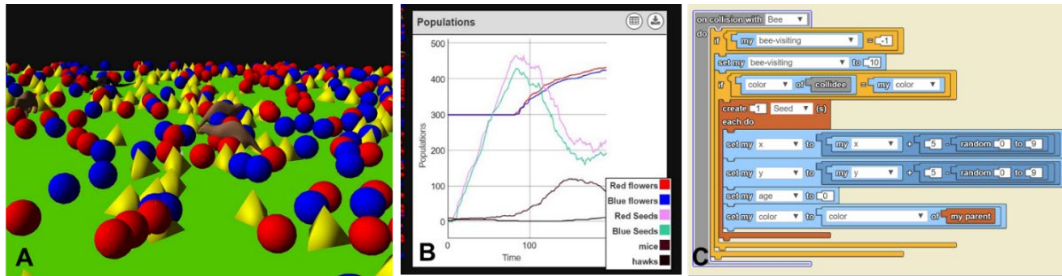 A
B
Populations
500
400
300
200
100
0
Populations
0
100
Time
Red flowers
Blue flowers
Red Seeds
Blue Seeds
mice
hawks
C
on collision with Bee
do
if my bee-visiting = -1
set my bee-visiting to 10
if color of collidee = my color
create 1 Seed (s)
each do
set my x to my x + 5 - random 0 to 9
set my y to my y + 5 - random 0 to 9
set my age to 0
set my color to color of my parent